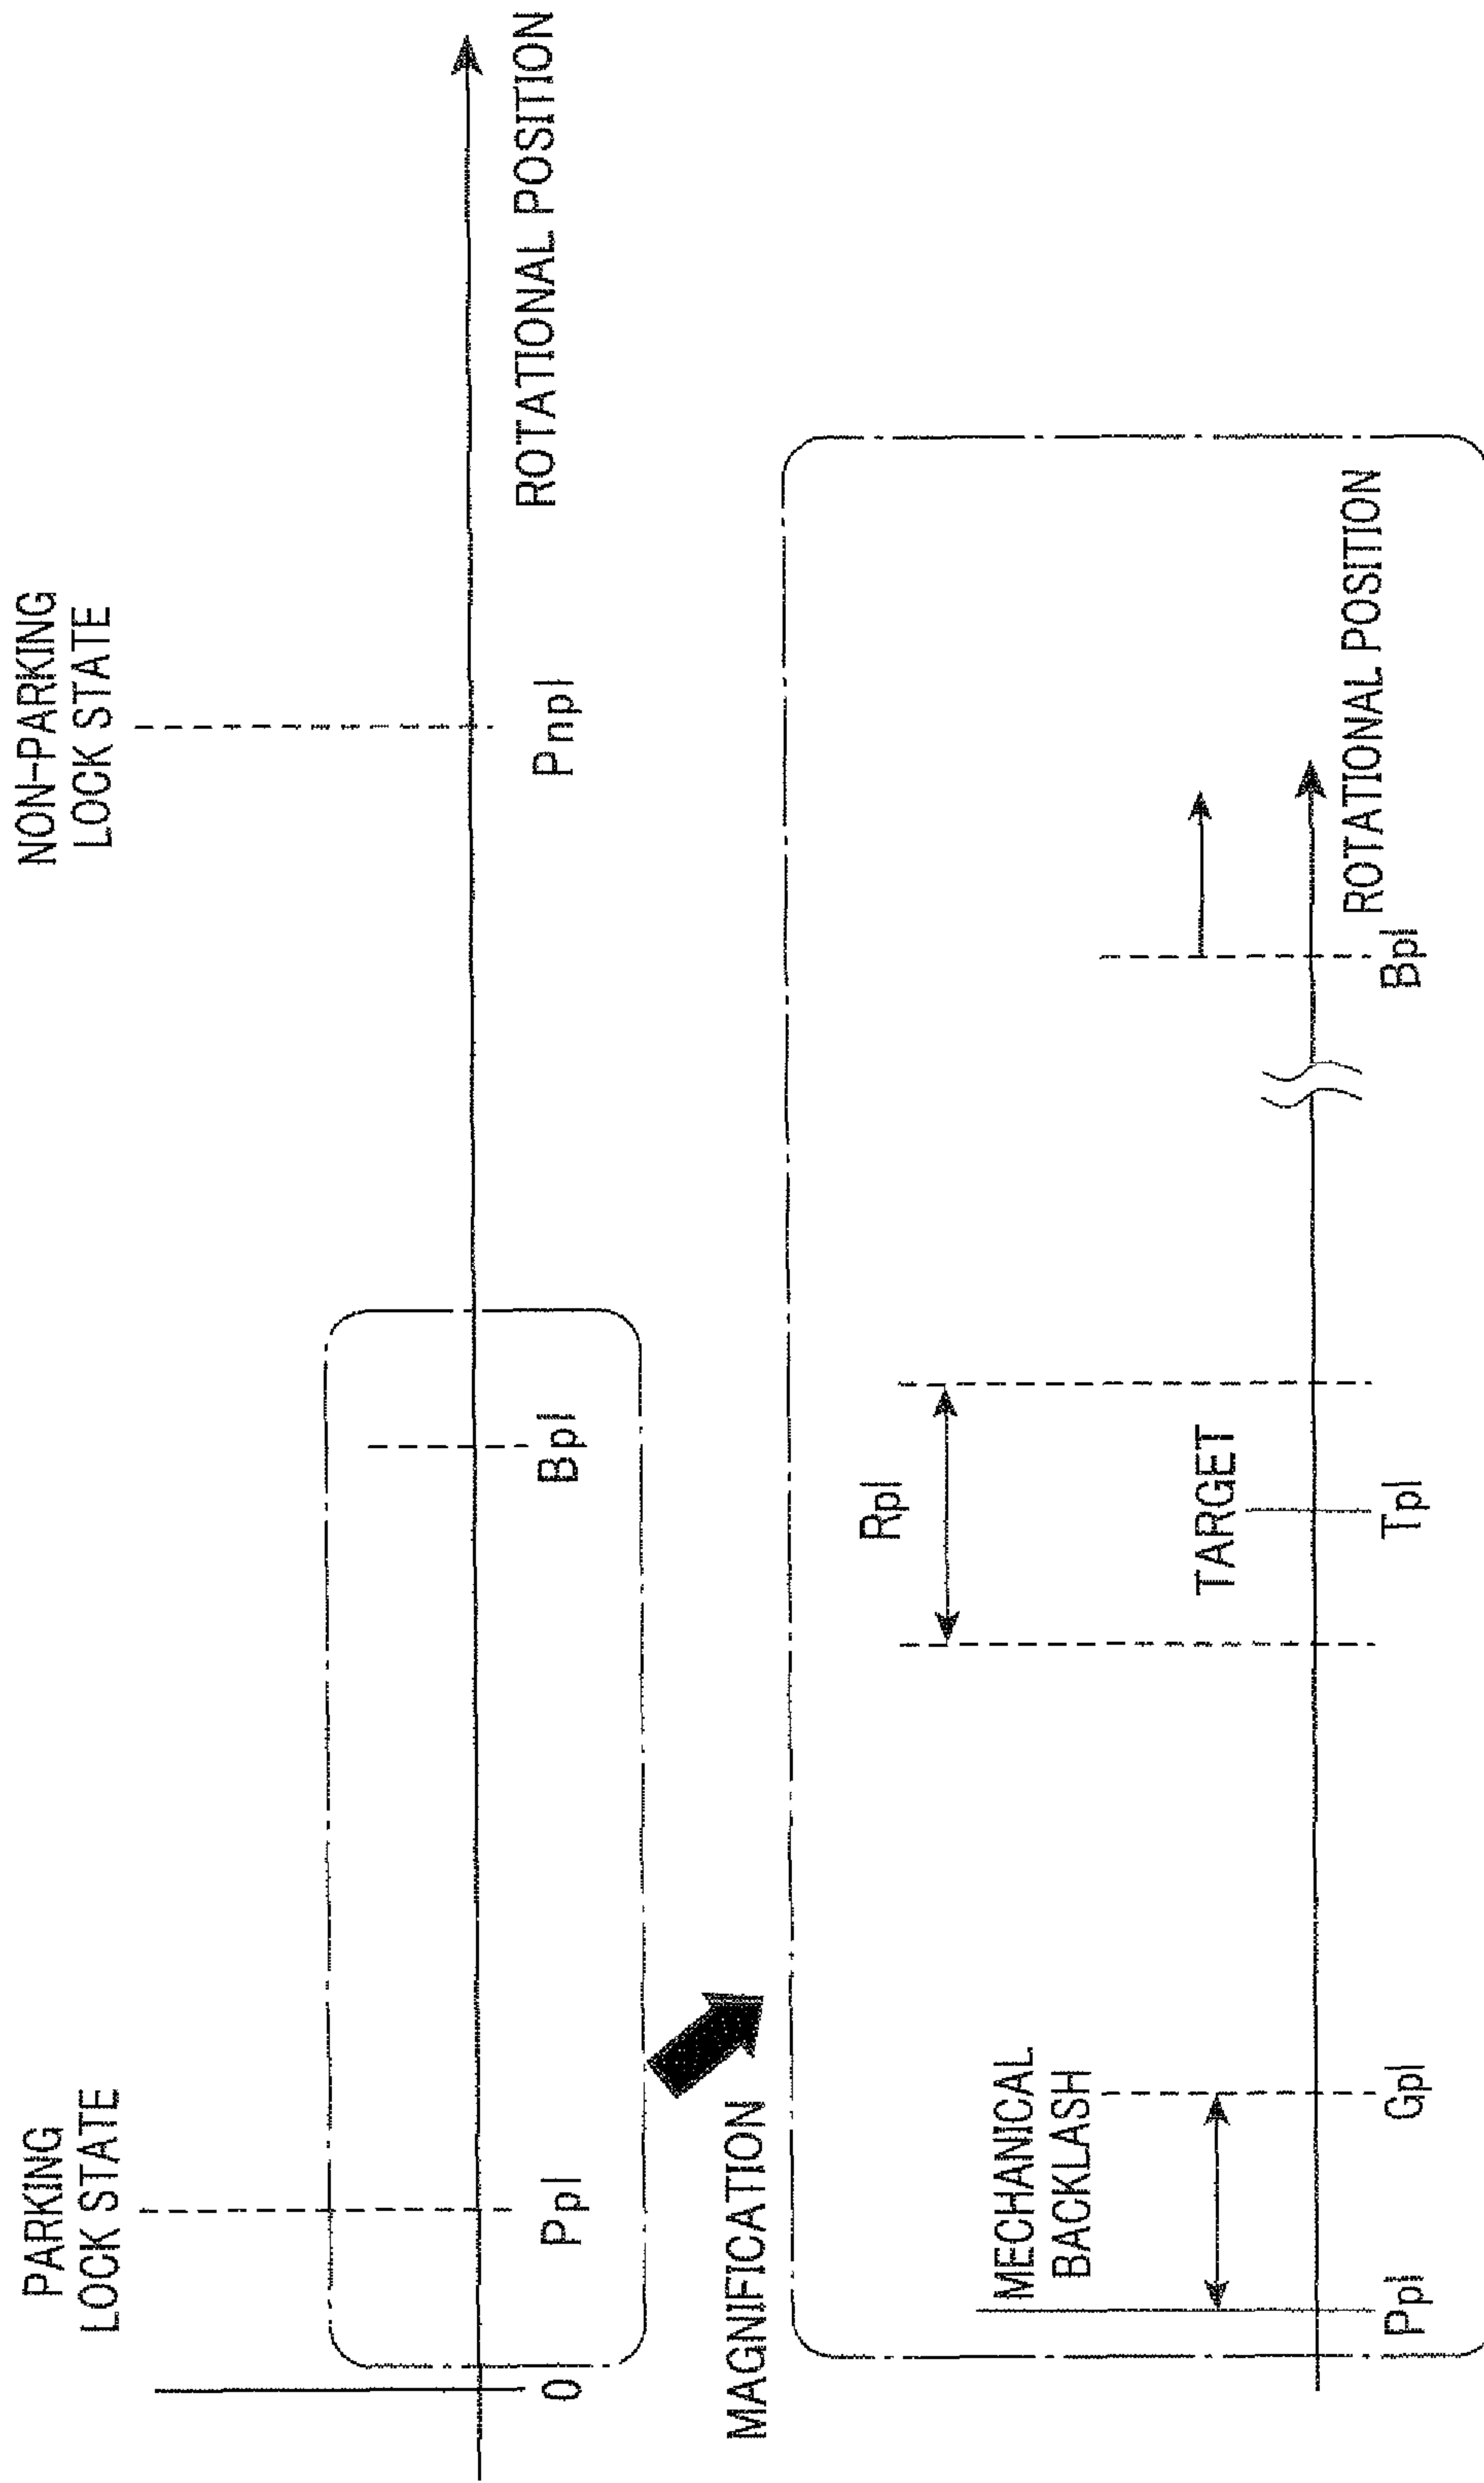 PARKING
LOCK STATE
NON-PARKING
LOCK STATE
0
Ppl
Bpl
Pnpl
ROTATIONAL POSITION
MAGNIFICATION
MECHANICAL
BACKLASH
Rpl
TARGET
Ppl
Gpl
Tpl
Bpl
ROTATIONAL POSITION